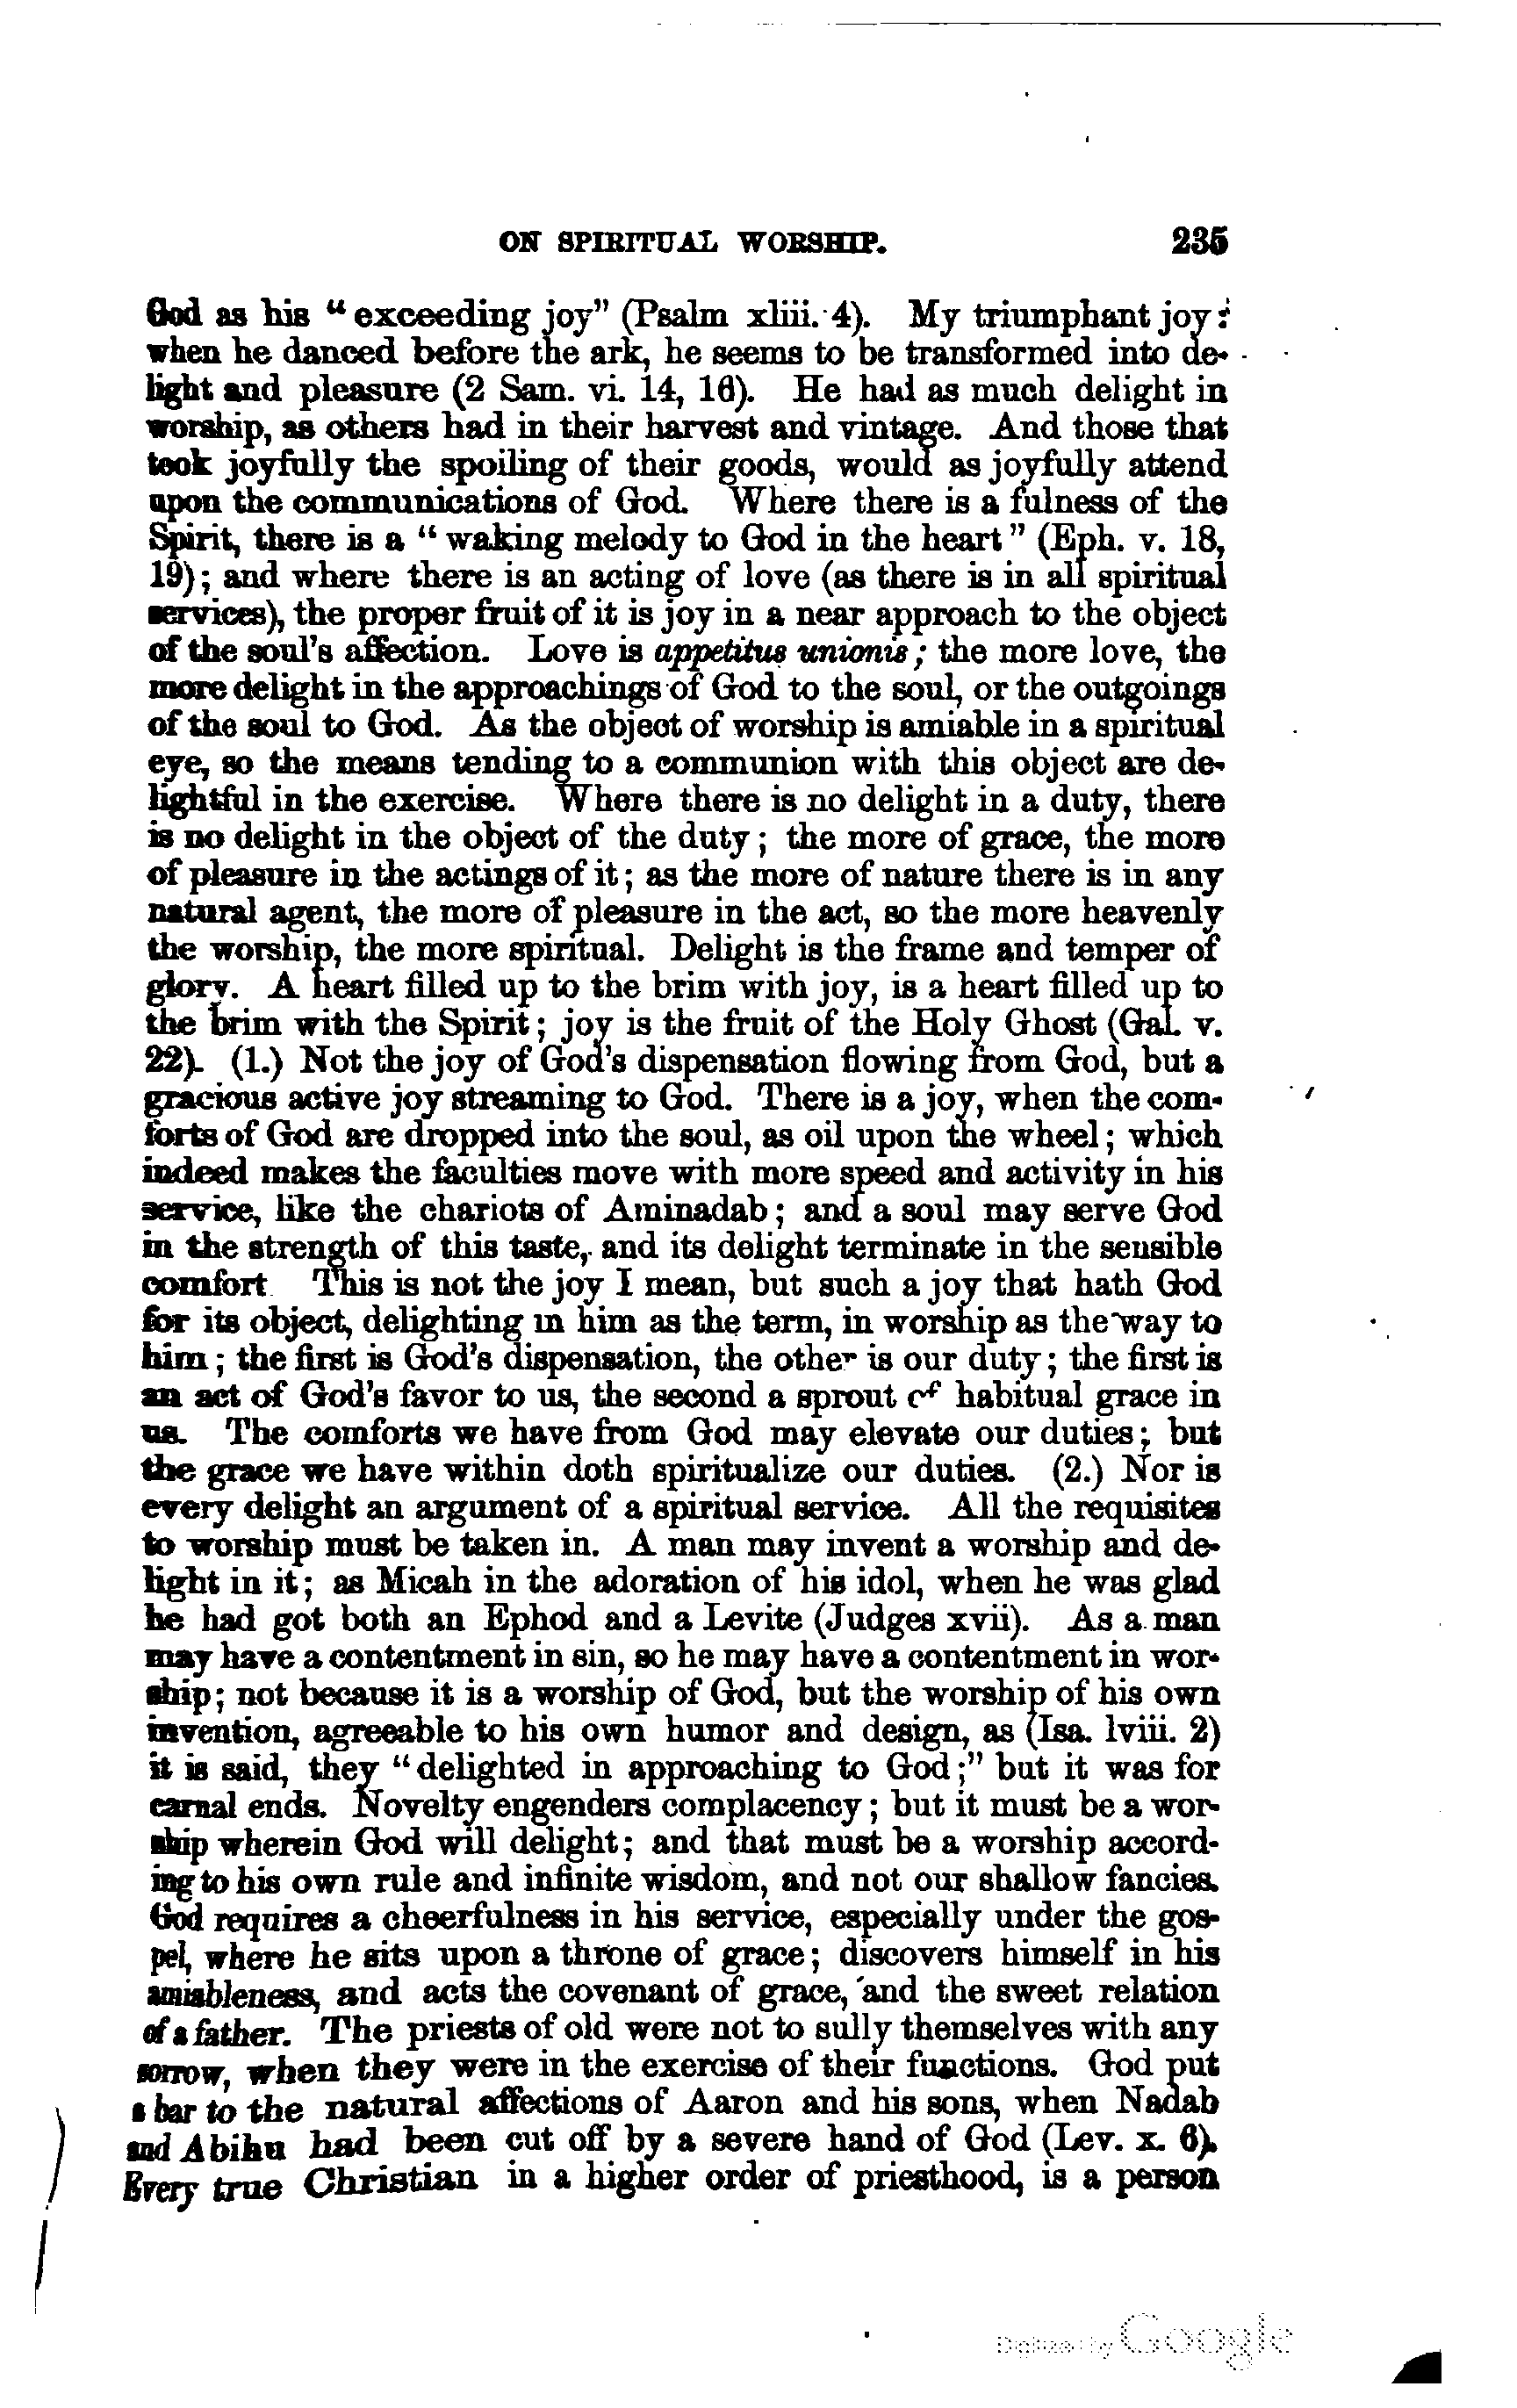 ON SPIRITUAL WORSHIP. 235
God as his “exceeding joy” (Psalm xliii. 4). My triumphant joy:
when he danced before the ark, he seems to be transformed into de-
light and pleasure (2 Sam. vi. 14, 16). He had as much delight in
worship, as others had in their harvest and vintage. And those that
took joyfully the spoiling of their goods, would as joyfully attend
upon the communications of God. Where there is a fulness of the
Spirit, there is a “waking melody to God in the heart” (Eph. v. 18,
19); and where there is an acting of love (as there is in all spiritual
services), the proper fruit of it is joy in a near approach to the object
of the soul's affection. Love is appetitus unionis; the more love, the
more delight in the approachings of God to the soul, or the outgoings
of the soul to God. As the object of worship is amiable in a spiritual
eye, so the means tending to a communion with this object are de-
lightful in the exercise. Where there is no delight in a duty, there
is no delight in the object of the duty; the more of grace, the more
of pleasure in the actings of it; as the more of nature there is in any
natural agent, the more of pleasure in the act, so the more heavenly
the worship, the more spiritual. Delight is the frame and temper of
glory. A heart filled up to the brim with joy, is a heart filled up to
the brim with the Spirit; joy is the fruit of the Holy Ghost (Gal. v.
22). (1.) Not the joy of God's dispensation flowing from God, but a
gracious active joy streaming to God. There is a joy, when the com-
forts of God are dropped into the soul, as oil upon the wheel; which
indeed makes the faculties move with more speed and activity in his
service, like the chariots of Aminadab; and a soul may serve God
in the strength of this taste, and its delight terminate in the sensible
comfort. This is not the joy I mean, but such a joy that hath God
for its object, delighting in him as the term, in worship as the way to
him; the first is God's dispensation, the other is our duty; the first is
an act of God's favor to us, the second a sprout of habitual grace in
us. The comforts we have from God may elevate our duties; but
the grace we have within doth spiritualize our duties. (2.) Nor is
every delight an argument of a spiritual service. All the requisites
to worship must be taken in. A man may invent a worship and de-
light in it; as Micah in the adoration of his idol, when he was glad
he had got both an Ephod and a Levite (Judges xvii). As a man
may have a contentment in sin, so he may have a contentment in wor-
ship; not because it is a worship of God, but the worship of his own
invention, agreeable to his own humor and design, as (Isa. lviii. 2)
it is said, they “delighted in approaching to God;” but it was for
carnal ends. Novelty engenders complacency; but it must be a wor-
ship wherein God will delight; and that must be a worship accord-
ing to his own rule and infinite wisdom, and not our shallow fancies.
God requires a cheerfulness in his service, especially under the gos-
pel, where he sits upon a throne of grace; discovers himself in his
amiableness, and acts the covenant of grace, and the sweet relation
of a father. The priests of old were not to sully themselves with any
sorrow, when they were in the exercise of their functions. God put
a bar to the natural affections of Aaron and his sons, when Nadab
and Abihu had been cut off by a severe hand of God (Lev. x. 6).
Every true Christian in a higher order of priesthood, is a person
Digitized by Google